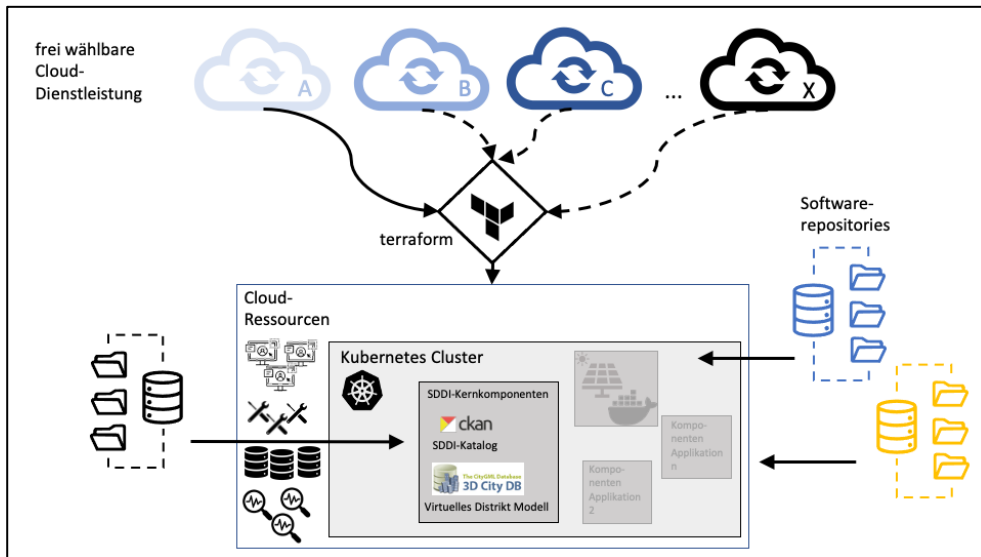 frei wählbare
Cloud-
Dienstleistung
A
B
C
...
X
terraform
Software-
repositories
Cloud-
Ressourcen
Kubernetes Cluster
SDDI-Kernkomponenten
ckan
SDDI-Katalog
The CityGML Database
3D City DB
Virtuelles Distrikt Modell
Kompo-
nenten
Applikation
n
Kompo-
nenten
Applikation
2